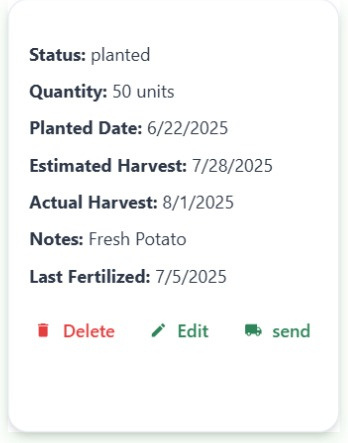 Status: planted
Quantity: 50 units
Planted Date: 6/22/2025
Estimated Harvest: 7/28/2025
Actual Harvest: 8/1/2025
Notes: Fresh Potato
Last Fertilized: 7/5/2025
Delete Edit send